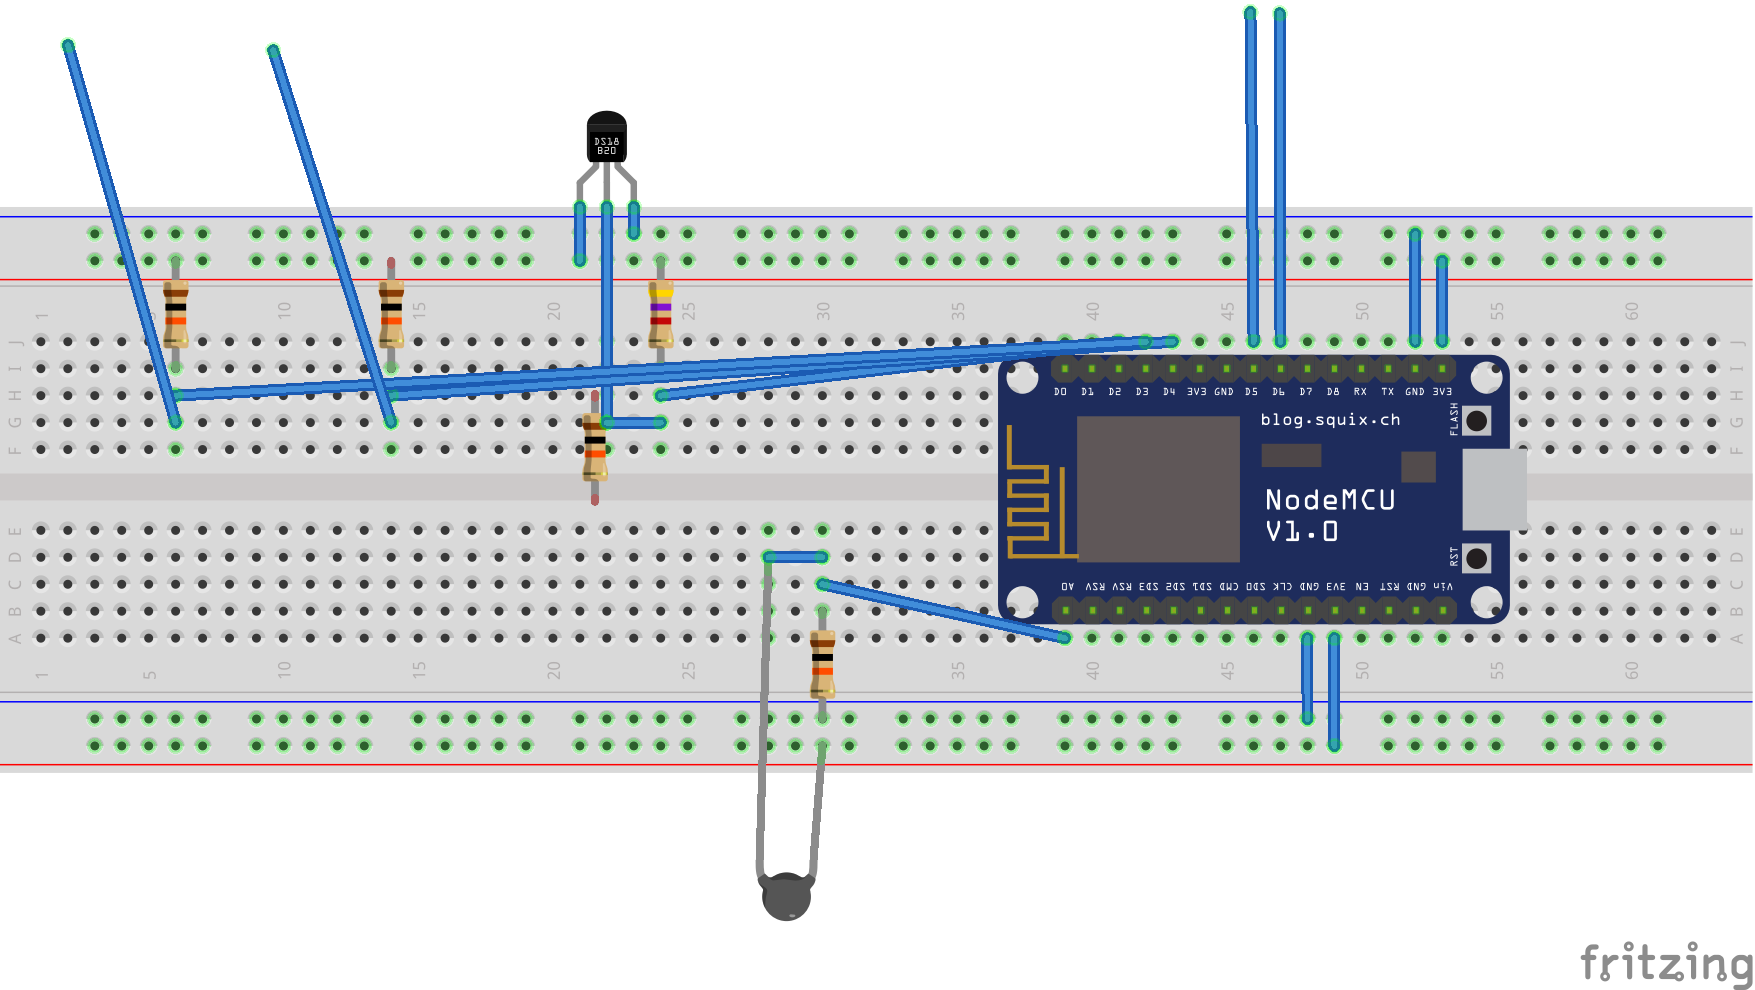 DS18
B20
1 5 10 15 20 25 30 35 40 45 50 55 60
J J
I I
H H
G G
F F
D0 D1 D2 D3 D4 3V3 GND D5 D6 D7 D8 RX TX GND 3V3
FLASH
blog.squix.ch
NodeMCU
V1.0
RST
E E
D D
C C
B B
A A
A0 RSV RSV SD3 SD2 SD1 CMD SD0 CLK GND 3V3 EN RST GND Vin
1 5 10 15 20 25 30 35 40 45 50 55 60
fritzing